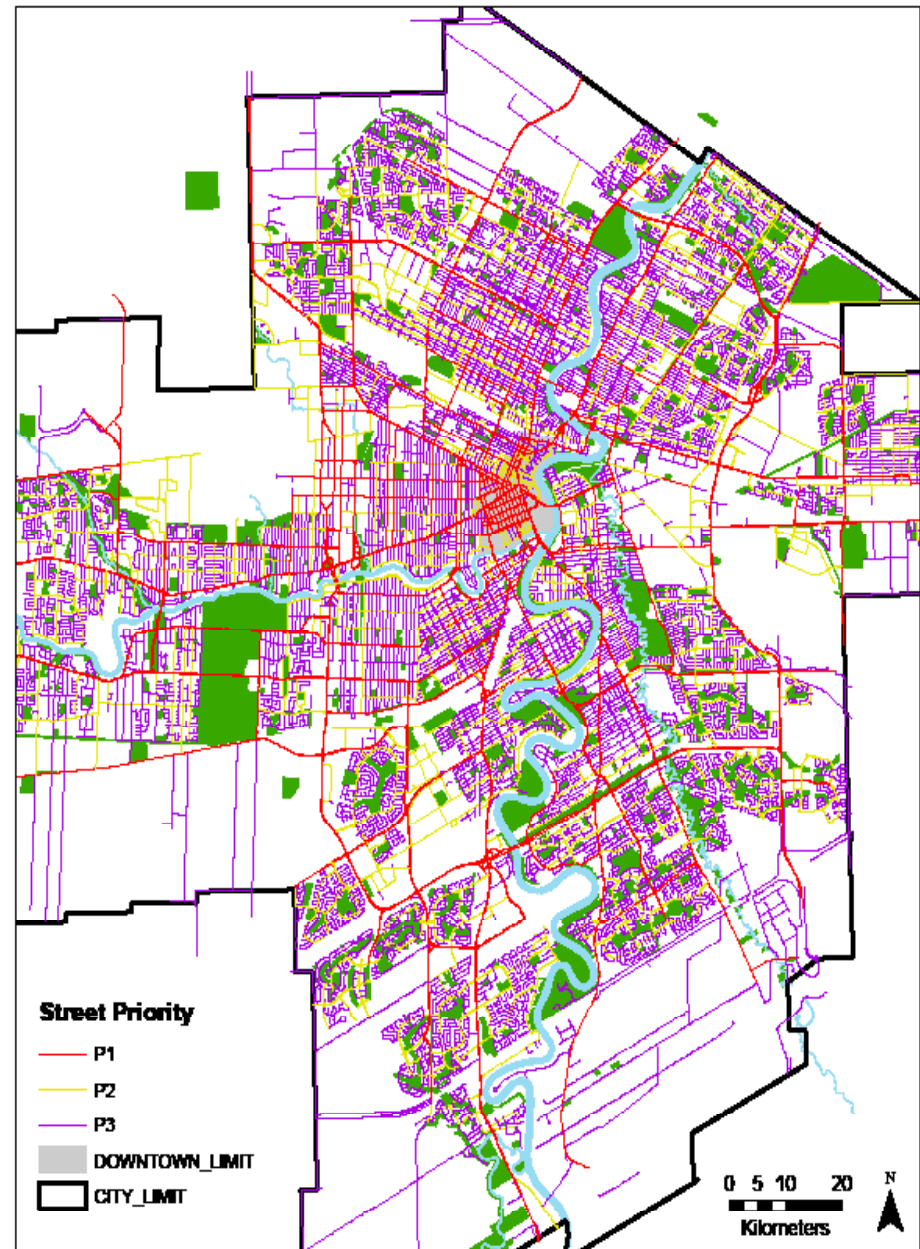 Street Priority
P1
P2
P3
DOWNTOWN_LIMIT
CITY_LIMIT
0 5 10 20
Kilometers
N